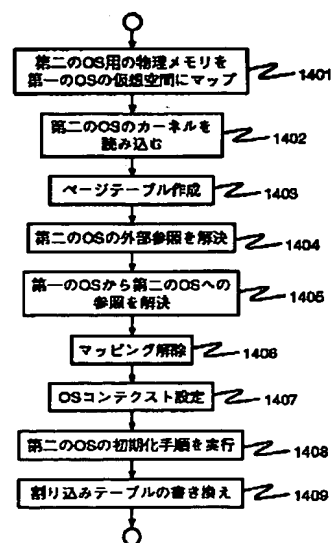 第二のOS用の物理メモリを
第一のOSの仮想空間にマップ
1401
第二のOSのカーネルを
読み込む
1402
ページテーブル作成
1403
第二のOSの外部参照を解決
1404
第一のOSから第二のOSへの
参照を解決
1405
マッピング解除
1406
OSコンテクスト設定
1407
第二のOSの初期化手順を実行
1408
割り込みテーブルの書き換え
1409